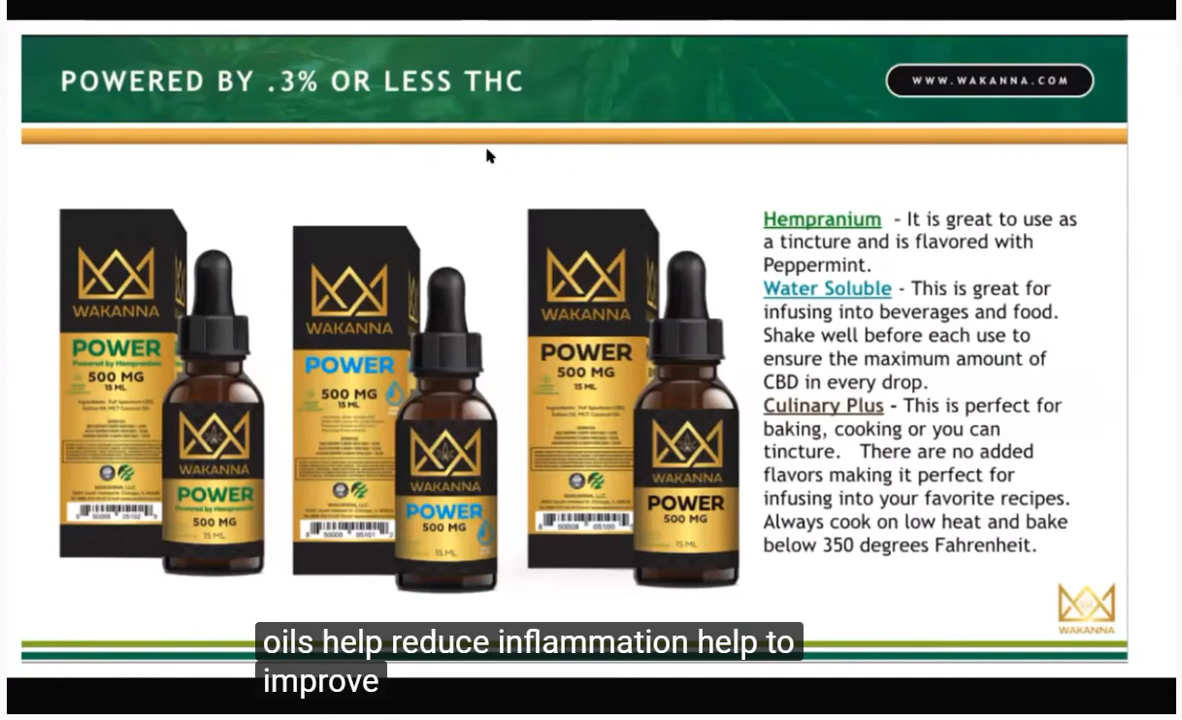 POWERED BY .3% OR LESS THC
WWW.WAKANNA.COM
WAKANNA
POWER
Powered by Hempranium
500 MG
15 ML
WAKANNA
POWER
Powered by Hempranium
500 MG
15 ML
WAKANNA
POWER
500 MG
15 ML
WAKANNA
POWER
500 MG
15 ML
WAKANNA
POWER
500 MG
15 ML
WAKANNA
POWER
500 MG
15 ML
Hempranium - It is great to use as
a tincture and is flavored with
Peppermint.
Water Soluble - This is great for
infusing into beverages and food.
Shake well before each use to
ensure the maximum amount of
CBD in every drop.
Culinary Plus - This is perfect for
baking, cooking or you can
tincture. There are no added
flavors making it perfect for
infusing into your favorite recipes.
Always cook on low heat and bake
below 350 degrees Fahrenheit.
WAKANNA
oils help reduce inflammation help to
improve